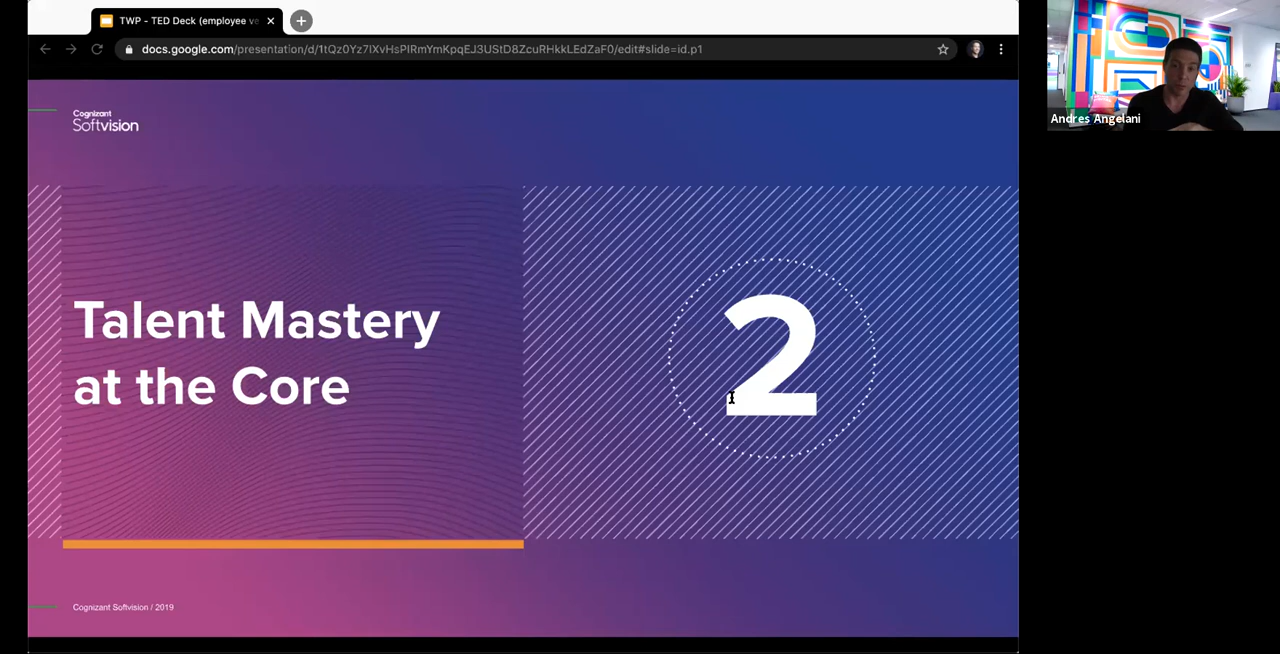 TWP - TED Deck (employee ve
docs.google.com/presentation/d/1tQz0Yz7lXvHsPIRmYmKpqEJ3UStD8ZcuRHkkLEdZaF0/edit#slide=id.p1
Andres Angelani
Cognizant
Softvision
Talent Mastery
at the Core
2
Cognizant Softvision / 2019